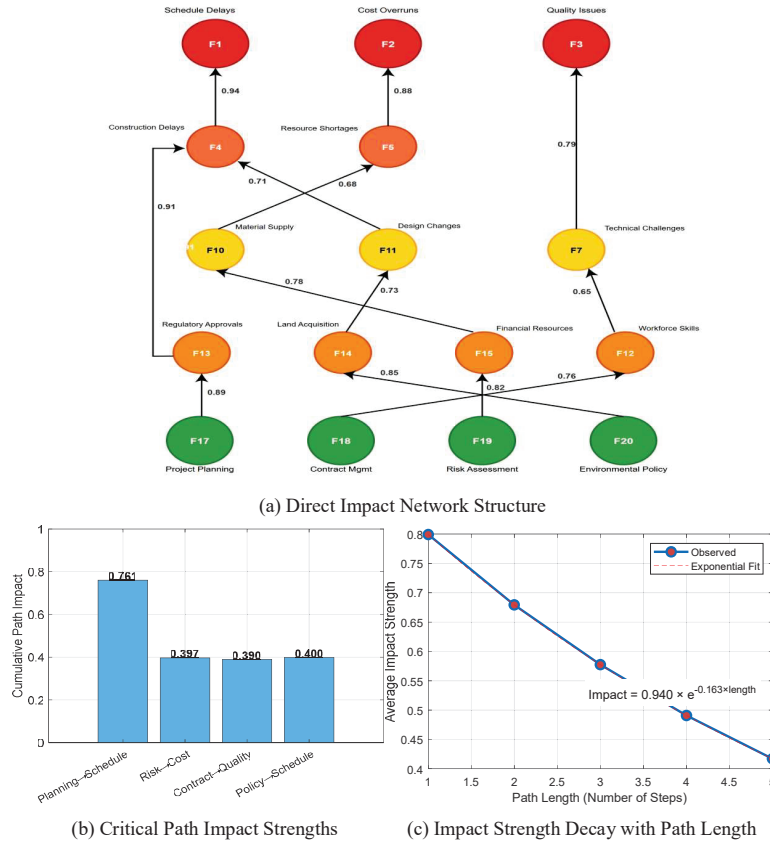 Schedule Delays
Cost Overruns
Quality Issues
F1
F2
F3
0.94
0.88
Construction Delays
Resource Shortages
F4
F5
0.79
0.71
0.68
0.91
Material Supply
Design Changes
Technical Challenges
F10
F11
F7
0.78
0.73
0.65
Regulatory Approvals
Land Acquisition
Financial Resources
Workforce Skills
F13
F14
F15
F12
0.89
0.85
0.82
0.76
F17
F18
F19
F20
Project Planning
Contract Mgmt
Risk Assessment
Environmental Policy
(a) Direct Impact Network Structure
Cumulative Path Impact
1
0.8
0.6
0.4
0.2
0
0.761
0.397
0.390
0.400
Planning→Schedule
Risk→Cost
Contract→Quality
Policy→Schedule
(b) Critical Path Impact Strengths
Average Impact Strength
0.8
0.75
0.7
0.65
0.6
0.55
0.5
0.45
0.4
Observed
Exponential Fit
Impact = 0.940 × e^-0.163×length
1
1.5
2
2.5
3
3.5
4
4.5
Path Length (Number of Steps)
(c) Impact Strength Decay with Path Length